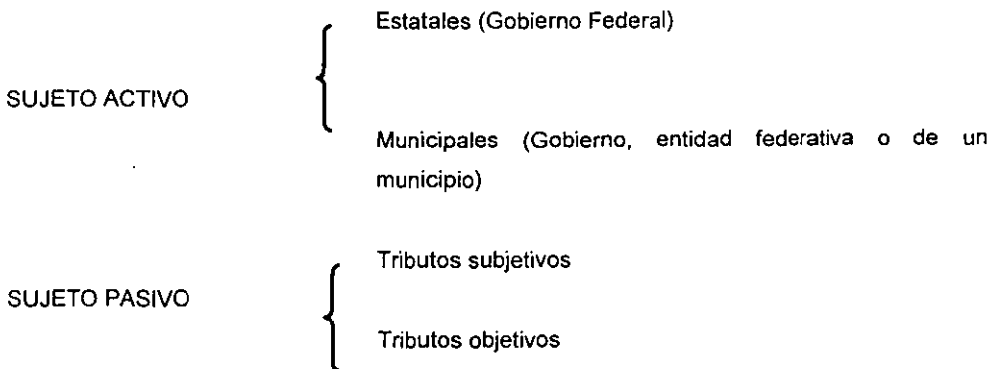 Estatales (Gobierno Federal)
SUJETO ACTIVO
Municipales (Gobierno, entidad federativa o de un
municipio)
Tributos subjetivos
SUJETO PASIVO
Tributos objetivos